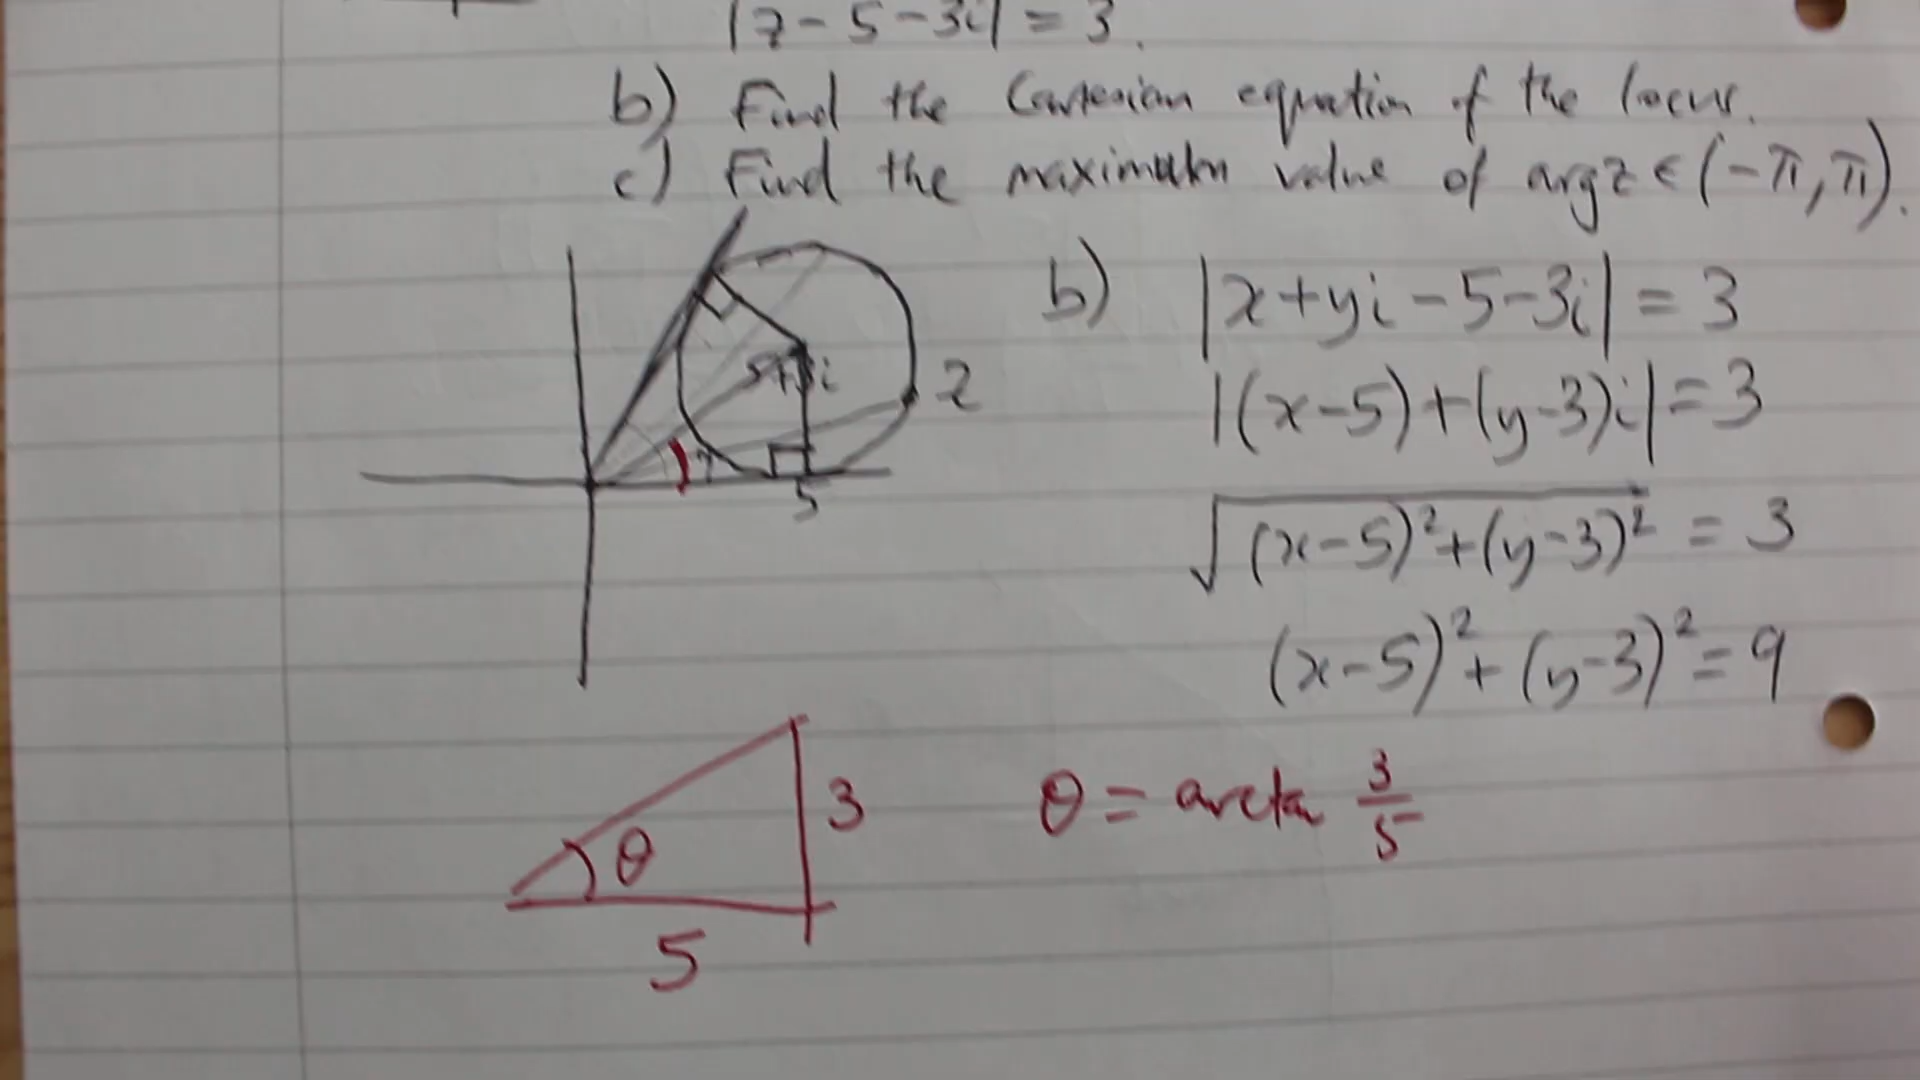 |z - 5 - 3i| = 3.
b) Find the Cartesian equation of the locus.
c) Find the maximum value of arg z ∈ (-π, π).
5+3i
z
5
b) |x+yi-5-3i| = 3
|(x-5)+(y-3)i| = 3
√(x-5)²+(y-3)² = 3
(x-5)²+(y-3)² = 9
3
θ
5
θ = arctan 3/5